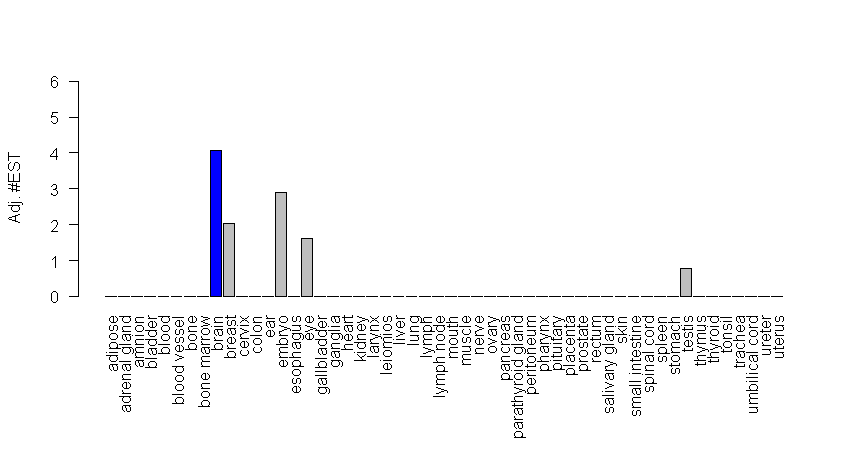 Adj. #EST
6
5
4
3
2
1
0
adipose
adrenal gland
amnion
bladder
blood
blood vessel
bone
bone marrow
brain
breast
cervix
colon
ear
embryo
esophagus
eye
gallbladder
ganglia
heart
kidney
larynx
leiomios
liver
lung
lymph
lymph node
mouth
muscle
nerve
ovary
pancreas
parathyroid gland
peritoneum
pharynx
pituitary
placenta
prostate
rectum
salivary gland
skin
small intestine
spinal cord
spleen
stomach
testis
thymus
thyroid
tonsil
trachea
umbilical cord
ureter
uterus